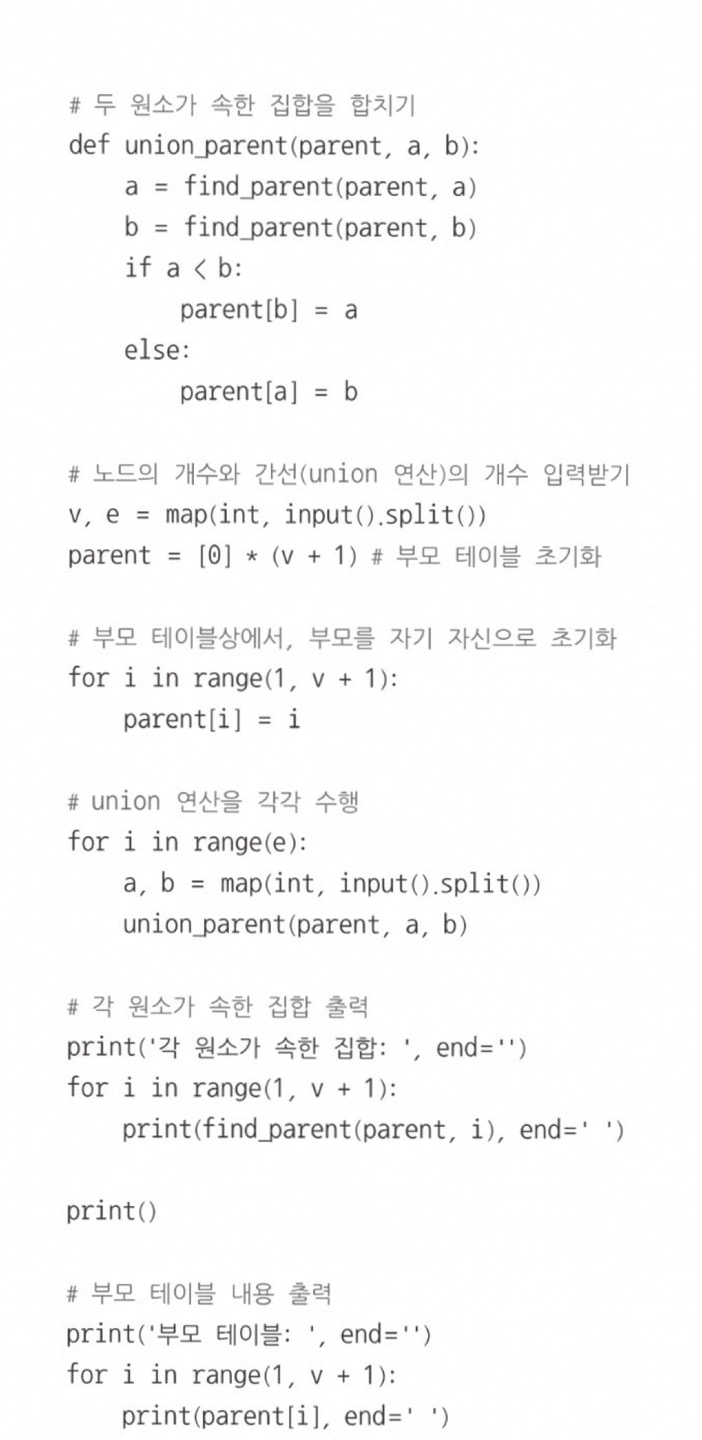 # 두 원소가 속한 집합을 합치기
def union_parent(parent, a, b):
    a = find_parent(parent, a)
    b = find_parent(parent, b)
    if a < b:
        parent[b] = a
    else:
        parent[a] = b
# 노드의 개수와 간선(union 연산)의 개수 입력받기
v, e = map(int, input().split())
parent = [0] * (v + 1) # 부모 테이블 초기화
# 부모 테이블상에서, 부모를 자기 자신으로 초기화
for i in range(1, v + 1):
    parent[i] = i
# union 연산을 각각 수행
for i in range(e):
    a, b = map(int, input().split())
    union_parent(parent, a, b)
# 각 원소가 속한 집합 출력
print('각 원소가 속한 집합: ', end='')
for i in range(1, v + 1):
    print(find_parent(parent, i), end=' ')
print()
# 부모 테이블 내용 출력
print('부모 테이블: ', end='')
for i in range(1, v + 1):
    print(parent[i], end=' ')